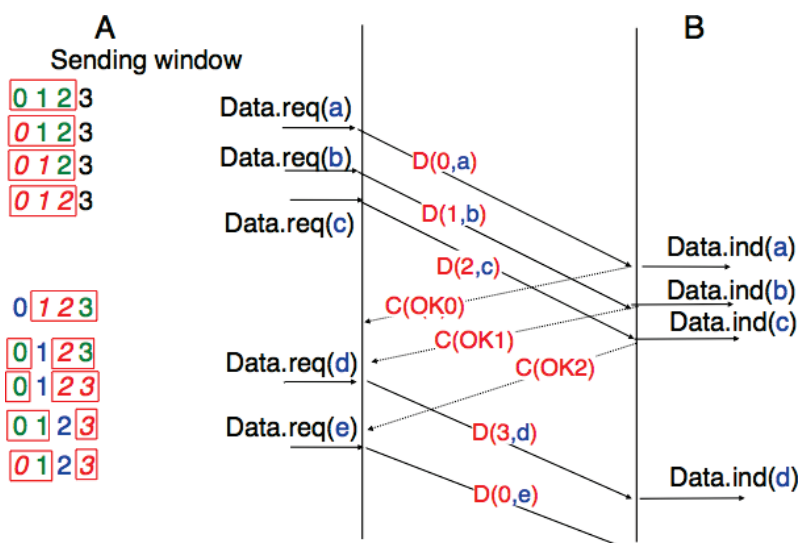 A
B
Sending window
0 1 2 3
0 1 2 3
0 1 2 3
0 1 2 3
Data.req(a)
Data.req(b)
Data.req(c)
D(0,a)
D(1,b)
D(2,c)
Data.ind(a)
Data.ind(b)
Data.ind(c)
0 1 2 3
C(OK0)
C(OK1)
C(OK2)
0 1 2 3
0 1 2 3
Data.req(d)
0 1 2 3
Data.req(e)
0 1 2 3
D(3,d)
D(0,e)
Data.ind(d)